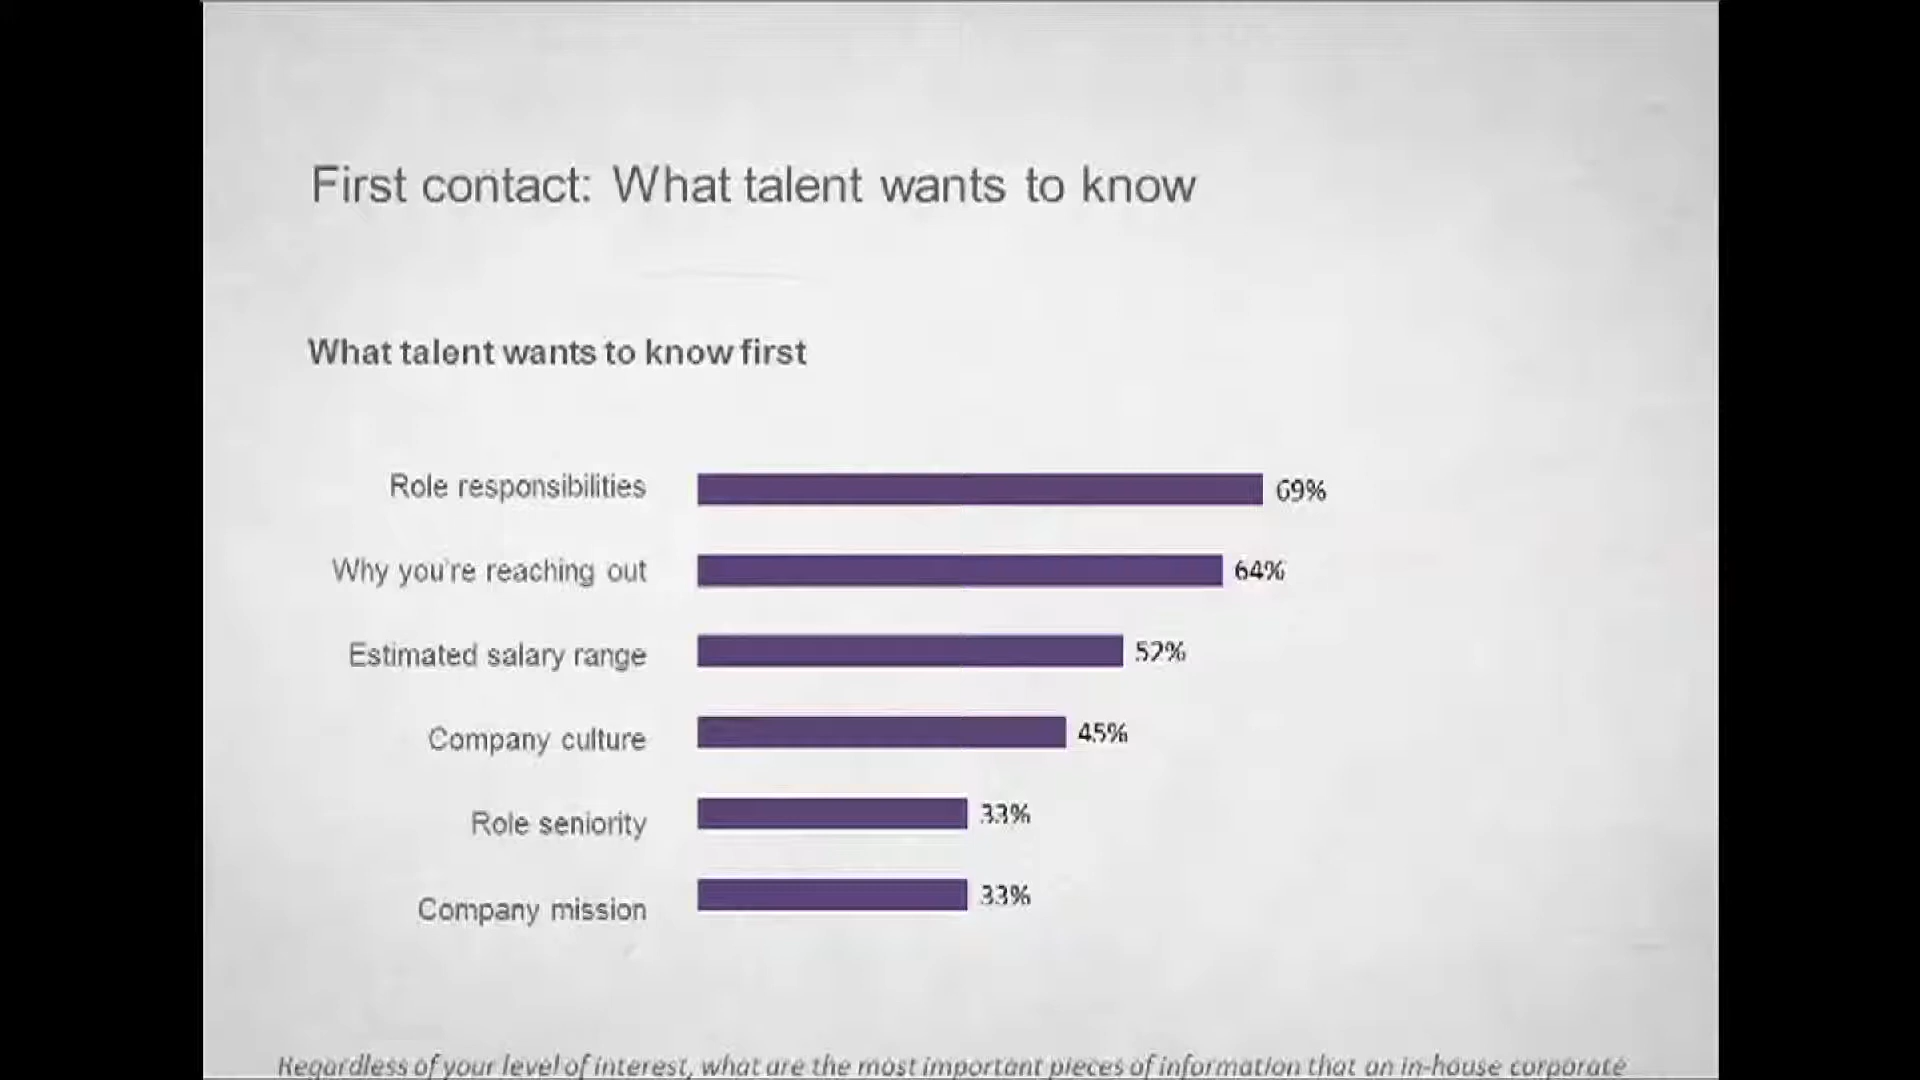 First contact: What talent wants to know
What talent wants to know first
Role responsibilities 69%
Why you're reaching out 64%
Estimated salary range 52%
Company culture 45%
Role seniority 33%
Company mission 33%
Regardless of your level of interest, what are the most important pieces of information that an in-house corporate